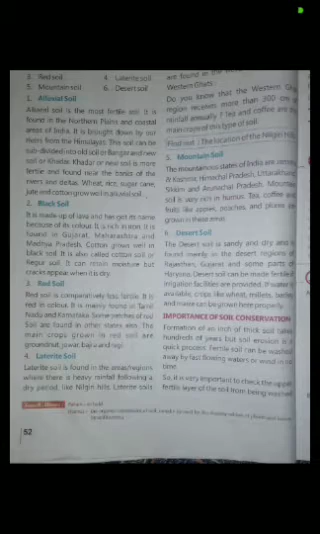 3. Red soil 4. Laterite soil
5. Mountain soil 6. Desert soil
1. Alluvial Soil
Alluvial soil is the most fertile soil. It is
found in the Northern Plains and coastal
areas of India. It is brought down by our
rivers from the Himalayas. This soil can be
sub-divided into old soil or Bangar and new
soil or Khadar. Khadar or new soil is more
fertile and found near the basins of the
rivers and deltas. Wheat, rice, sugar cane,
jute and cotton grow well in alluvial soil.
2. Black Soil
It is made up of lava and has got its name
because of its colour. It is rich in iron. It is
found in Gujarat, Maharashtra and
Madhya Pradesh. Cotton grows well in
black soil. It is also called cotton soil or
Regur soil. It can retain moisture but
cracks appear when it is dry.
3. Red Soil
Red soil is comparatively less fertile. It is
red in colour. It is mainly found in Tamil
Nadu and Karnataka. Some patches of red
Soil are found in other states also. The
main crops grown in red soil are
groundnut, jowar, bajra and ragi.
4. Laterite Soil
Laterite soil is found in the areas/regions
where there is heavy rainfall following a
dry period, like Nilgiri hills. Laterite soils
are found in the
Western Ghats.
Do you know that the Western
region receives more than 300 cm
rainfall annually? Tea and coffee are the
main crops of this type of soil.
Find out : The location of the Nilgiri hills
5. Mountain Soil
The mountainous states of India are
Kashmir, Himachal Pradesh, Uttarakhand
Sikkim and Arunachal Pradesh. Mountain
soil is very rich in humus. Tea, coffee and
fruits like apples, peaches, and plums are
grown in these areas.
6. Desert Soil
The Desert soil is sandy and dry and is
found mainly in the desert regions of
Rajasthan, Gujarat and some parts of
Haryana. Desert soil can be made fertile if
irrigation facilities are provided. If water is
available, crops like wheat, millets, barley
and maize can be grown here properly.
IMPORTANCE OF SOIL CONSERVATION
Formation of an inch of thick soil takes
hundreds of years but soil erosion is a
quick process. Fertile soil can be washed
away by fast flowing waters or wind in no
time.
So, it is very important to check the upper
fertile layer of the soil from being washed
52